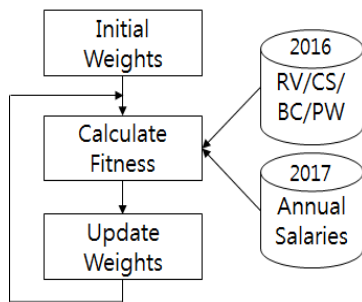 Initial
Weights
2016
RV/CS/
BC/PW
Calculate
Fitness
2017
Annual
Salaries
Update
Weights